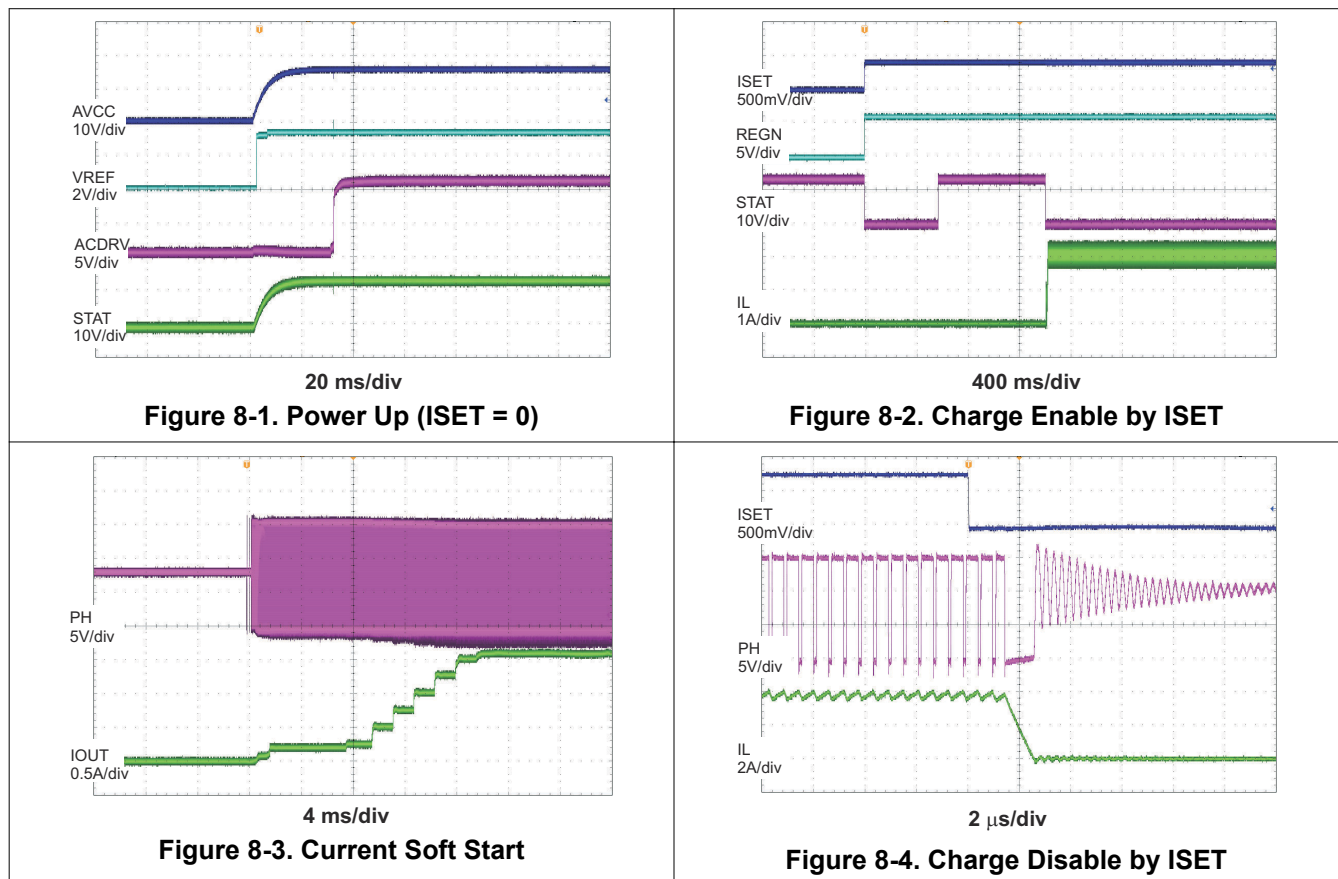 AVCC
10V/div
VREF
2V/div
ACDRV
5V/div
STAT
10V/div
20 ms/div
Figure 8-1. Power Up (ISET = 0)
ISET
500mV/div
REGN
5V/div
STAT
10V/div
IL
1A/div
400 ms/div
Figure 8-2. Charge Enable by ISET
PH
5V/div
IOUT
0.5A/div
4 ms/div
Figure 8-3. Current Soft Start
ISET
500mV/div
PH
5V/div
IL
2A/div
2 μs/div
Figure 8-4. Charge Disable by ISET